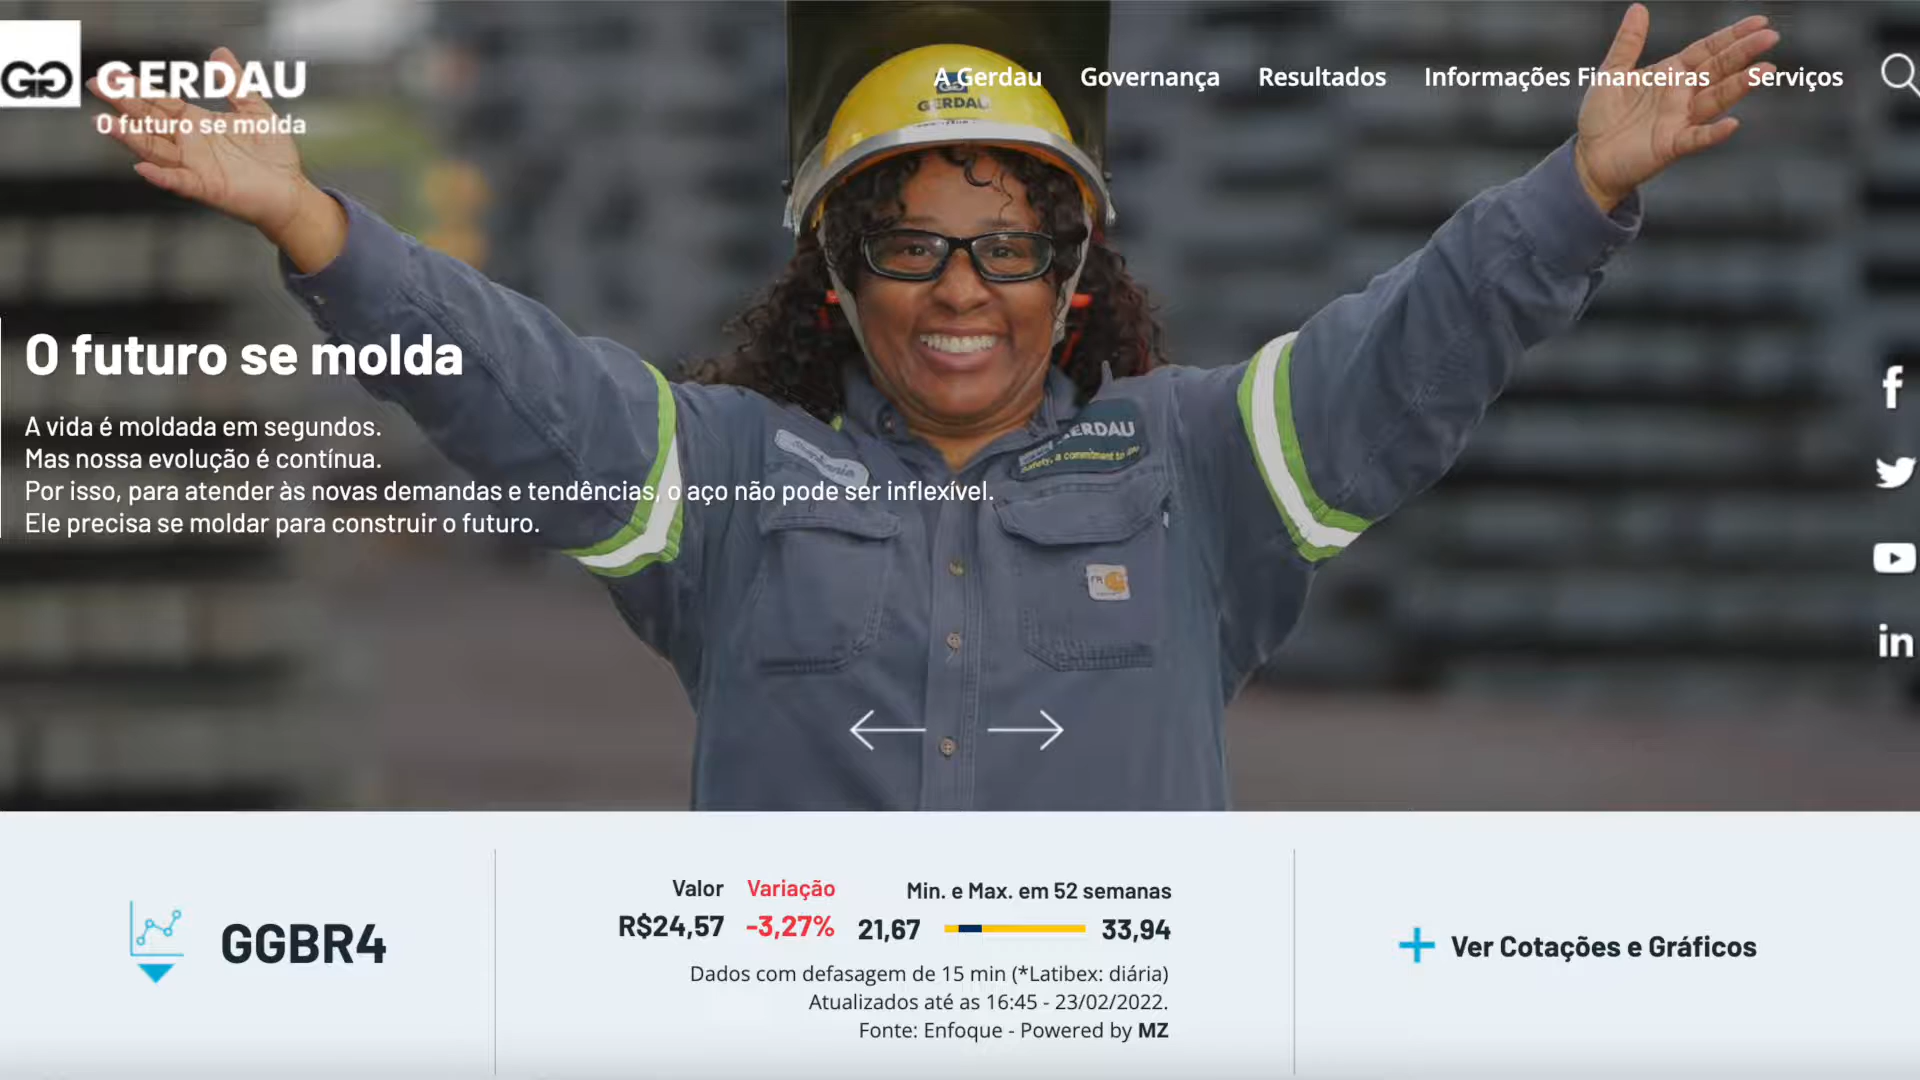 GERDAU
O futuro se molda
A Gerdau
Governança
Resultados
Informações Financeiras
Serviços
GERDAU
O futuro se molda
A vida é moldada em segundos.
Mas nossa evolução é contínua.
Por isso, para atender às novas demandas e tendências, o aço não pode ser inflexível.
Ele precisa se moldar para construir o futuro.
GERDAU
Safety, a commitment to
FR
GGBR4
Valor
Variação
Min. e Max. em 52 semanas
R$24,57
-3,27%
21,67
33,94
Dados com defasagem de 15 min (*Latibex: diária)
Atualizados até as 16:45 - 23/02/2022.
Fonte: Enfoque - Powered by MZ
Ver Cotações e Gráficos